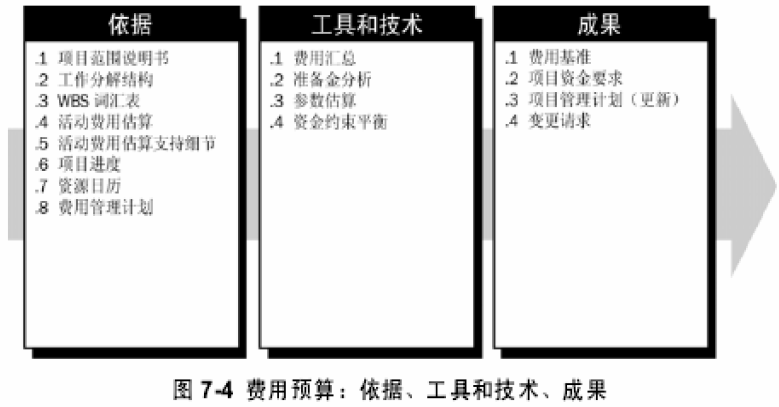 依据
.1 项目范围说明书
.2 工作分解结构
.3 WBS 词汇表
.4 活动费用估算
.5 活动费用估算支持细节
.6 项目进度
.7 资源日历
.8 费用管理计划
工具和技术
.1 费用汇总
.2 准备金分析
.3 参数估算
.4 资金约束平衡
成果
.1 费用基准
.2 项目资金要求
.3 项目管理计划（更新）
.4 变更请求
图 7-4 费用预算：依据、工具和技术、成果